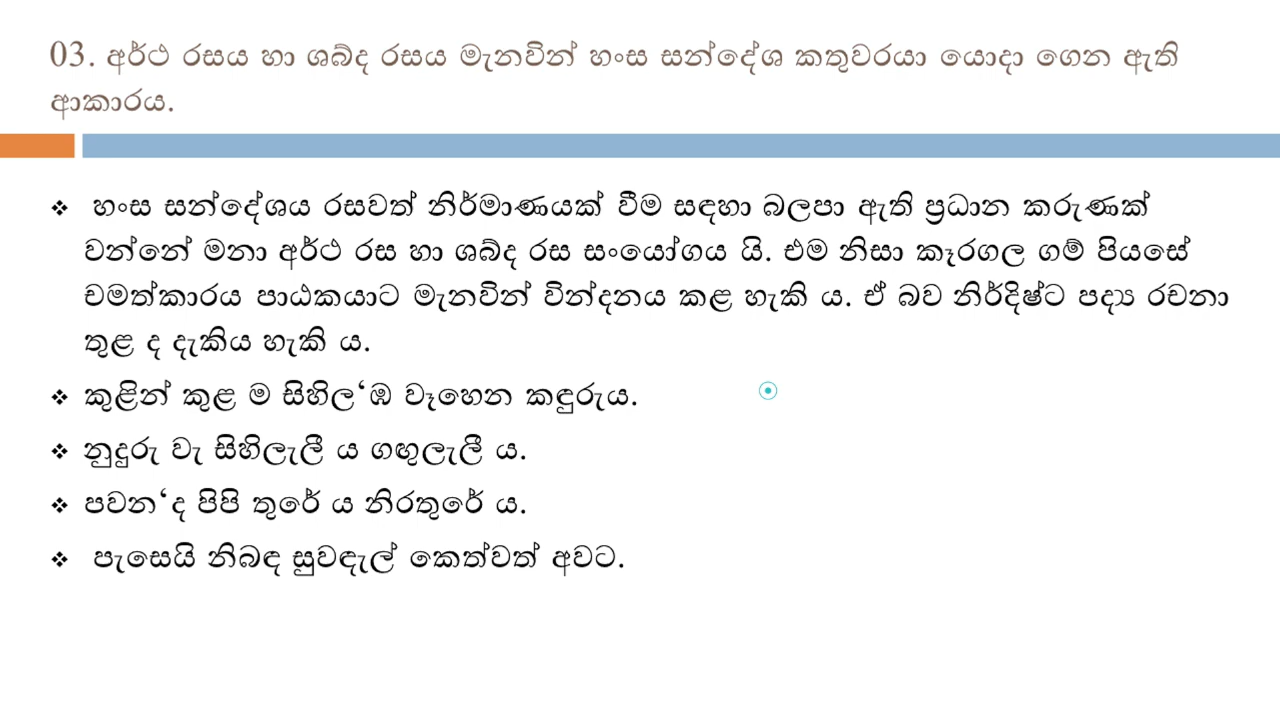 03. අර්ථ රසය හා ශබ්ද රසය මැනවින් හංස සන්දේශ කතුවරයා යොදා ගෙන ඇති
ආකාරය.
❖ හංස සන්දේශය රසවත් නිර්මාණයක් වීම සඳහා බලපා ඇති ප්‍රධාන කරුණක්
වන්නේ මනා අර්ථ රස හා ශබ්ද රස සංයෝගය යි. එම නිසා කෑරගල ගම් පියසේ
චමත්කාරය පාඨකයාට මැනවින් වින්දනය කළ හැකි ය. ඒ බව නිර්දිෂ්ට පද්‍ය රචනා
තුළ ද දැකිය හැකි ය.
❖ කුළින් කුළ ම සිහිල‘ඹ වෑහෙන කඳුරුය.
❖ නුදුරු වැ සිහිලැලී ය ගඟුලැලී ය.
❖ පවන‘ද පිපි තුරේ ය නිරතුරේ ය.
❖ පැසෙයි නිබඳ සුවඳැල් කෙත්වත් අවට.